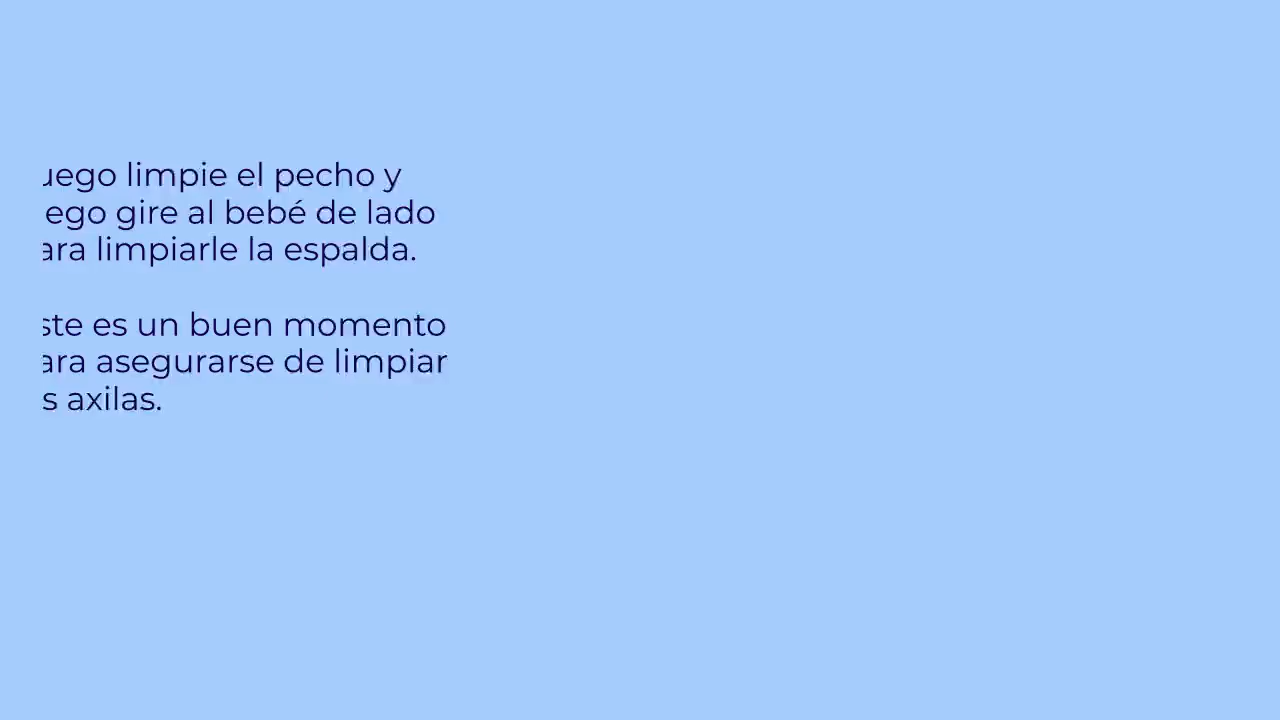 uego limpie el pecho y
ego gire al bebé de lado
ara limpiarle la espalda.
ste es un buen momento
ara asegurarse de limpiar
s axilas.